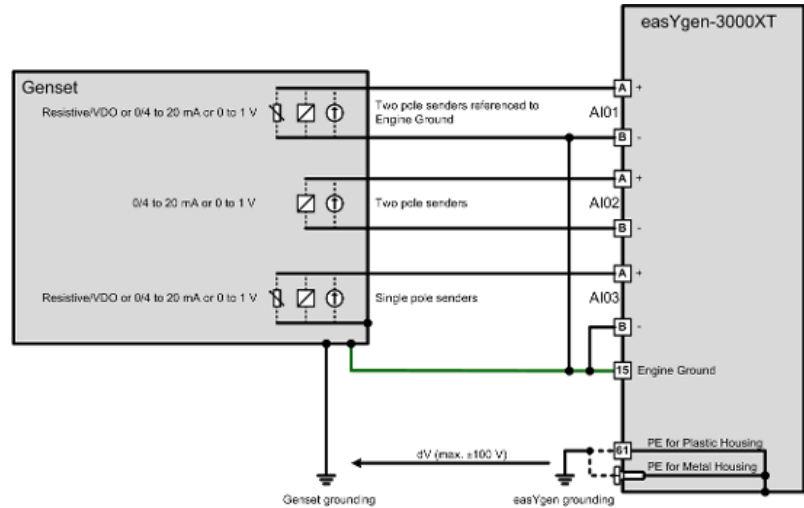 easYgen-3000XT
Genset
Resistive/VDO or 0/4 to 20 mA or 0 to 1 V
Two pole senders referenced to
Engine Ground
A +
AI01
B -
0/4 to 20 mA or 0 to 1 V
Two pole senders
A +
AI02
B -
Resistive/VDO or 0/4 to 20 mA or 0 to 1 V
Single pole senders
A +
AI03
B -
15 Engine Ground
61 PE for Plastic Housing
PE for Metal Housing
dV (max. ±100 V)
Genset grounding
easYgen grounding